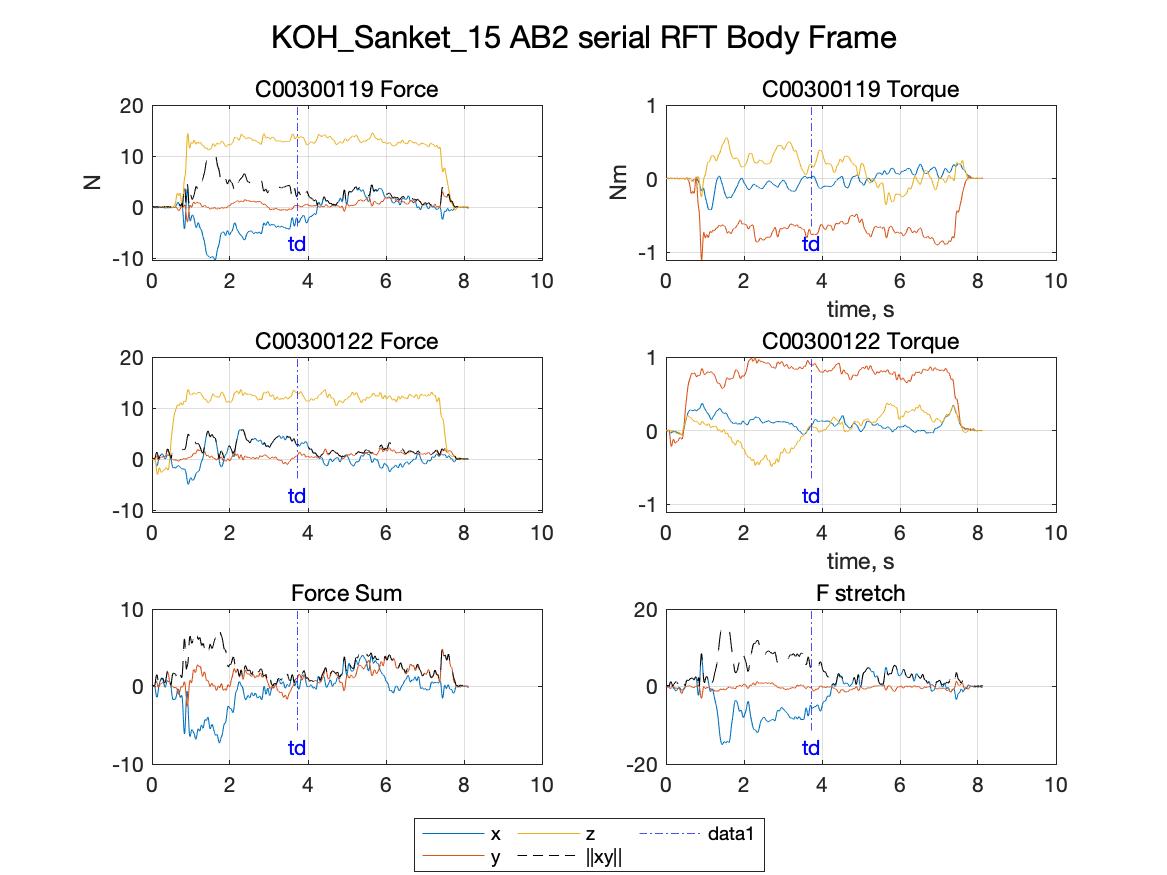 KOH_Sanket_15 AB2 serial RFT Body Frame
C00300119 Force
20
10
0
-10
N
td
0 2 4 6 8 10
C00300119 Torque
1
0
-1
Nm
td
0 2 4 6 8 10
time, s
C00300122 Force
20
10
0
-10
td
0 2 4 6 8 10
C00300122 Torque
1
0
-1
td
0 2 4 6 8 10
time, s
Force Sum
10
0
-10
td
0 2 4 6 8 10
F stretch
20
0
-20
td
0 2 4 6 8 10
x z data1
y ||xy||